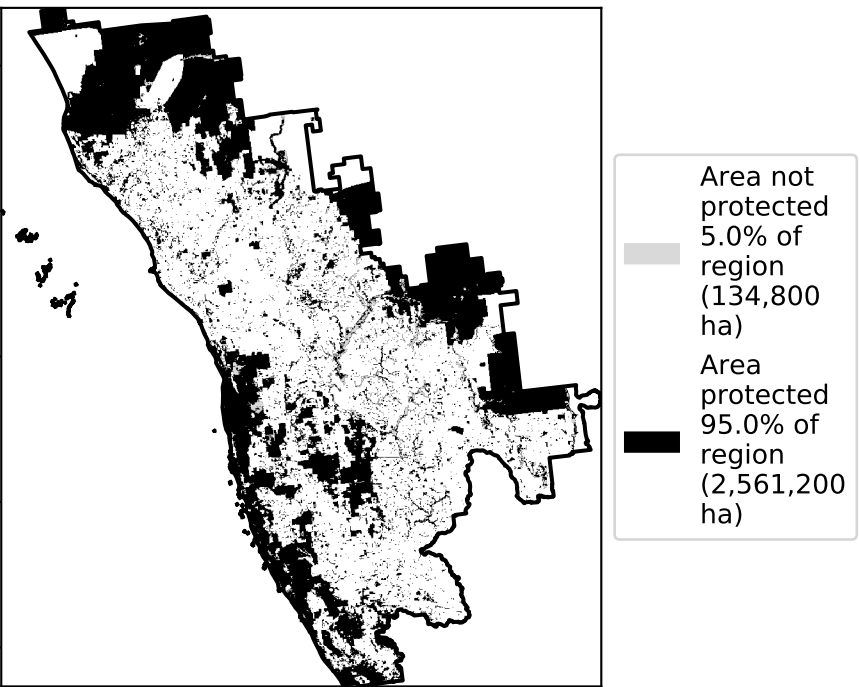 Area not
protected
5.0% of
region
(134,800
ha)
Area
protected
95.0% of
region
(2,561,200
ha)